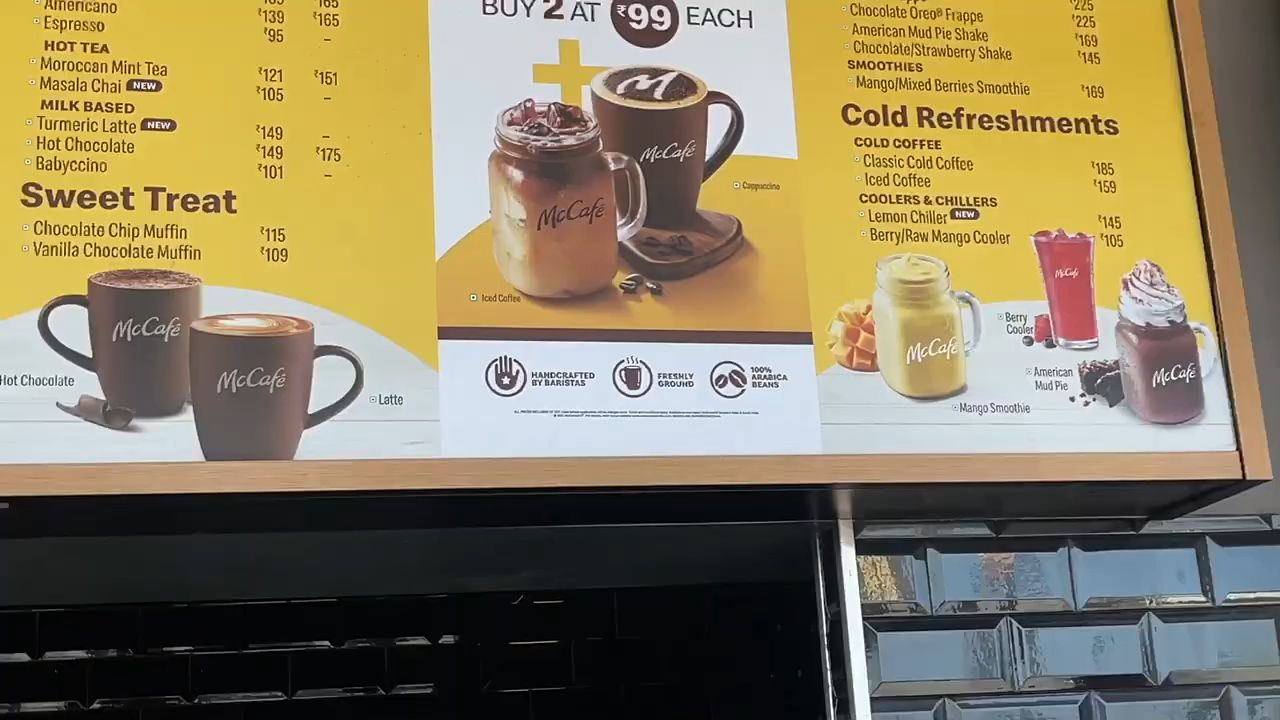 Americano
Espresso ₹139 ₹165
₹95 –
HOT TEA
Moroccan Mint Tea ₹121 ₹151
Masala Chai NEW ₹105 –
MILK BASED
Turmeric Latte NEW ₹149 –
Hot Chocolate ₹149 ₹175
Babyccino ₹101 –
Sweet Treat
Chocolate Chip Muffin ₹115
Vanilla Chocolate Muffin ₹109
McCafé
McCafé
Hot Chocolate
Latte
BUY 2 AT ₹99 EACH
McCafé
McCafé
Cappuccino
Iced Coffee
HANDCRAFTED
BY BARISTAS
FRESHLY
GROUND
100%
ARABICA
BEANS
₹225
Chocolate Oreo® Frappe ₹225
American Mud Pie Shake ₹169
Chocolate/Strawberry Shake ₹145
SMOOTHIES
Mango/Mixed Berries Smoothie ₹169
Cold Refreshments
COLD COFFEE
Classic Cold Coffee ₹185
Iced Coffee ₹159
COOLERS & CHILLERS
Lemon Chiller NEW ₹145
Berry/Raw Mango Cooler ₹105
McCafé
McCafé
McCafé
Berry
Cooler
American
Mud Pie
Mango Smoothie